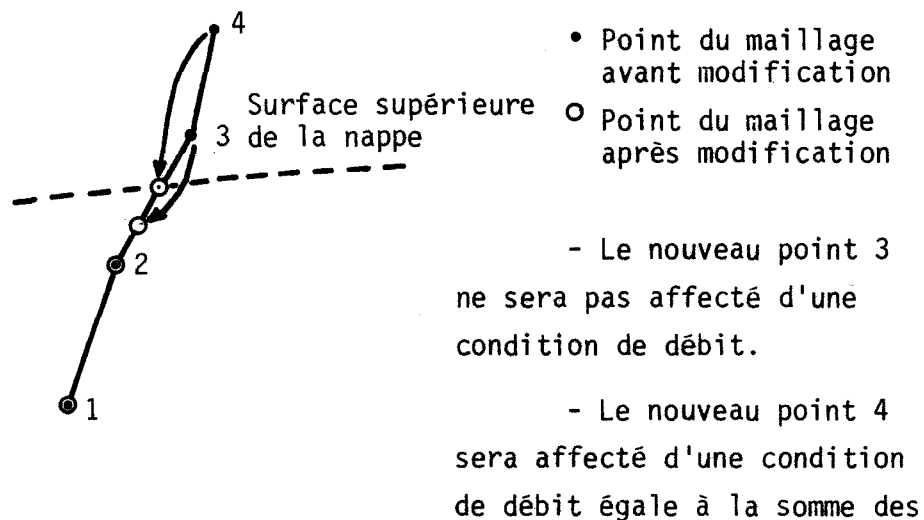 4
• Point du maillage
avant modification
Surface supérieure
3 de la nappe
o Point du maillage
après modification
2
1
- Le nouveau point 3
ne sera pas affecté d'une
condition de débit.
- Le nouveau point 4
sera affecté d'une condition
de débit égale à la somme des